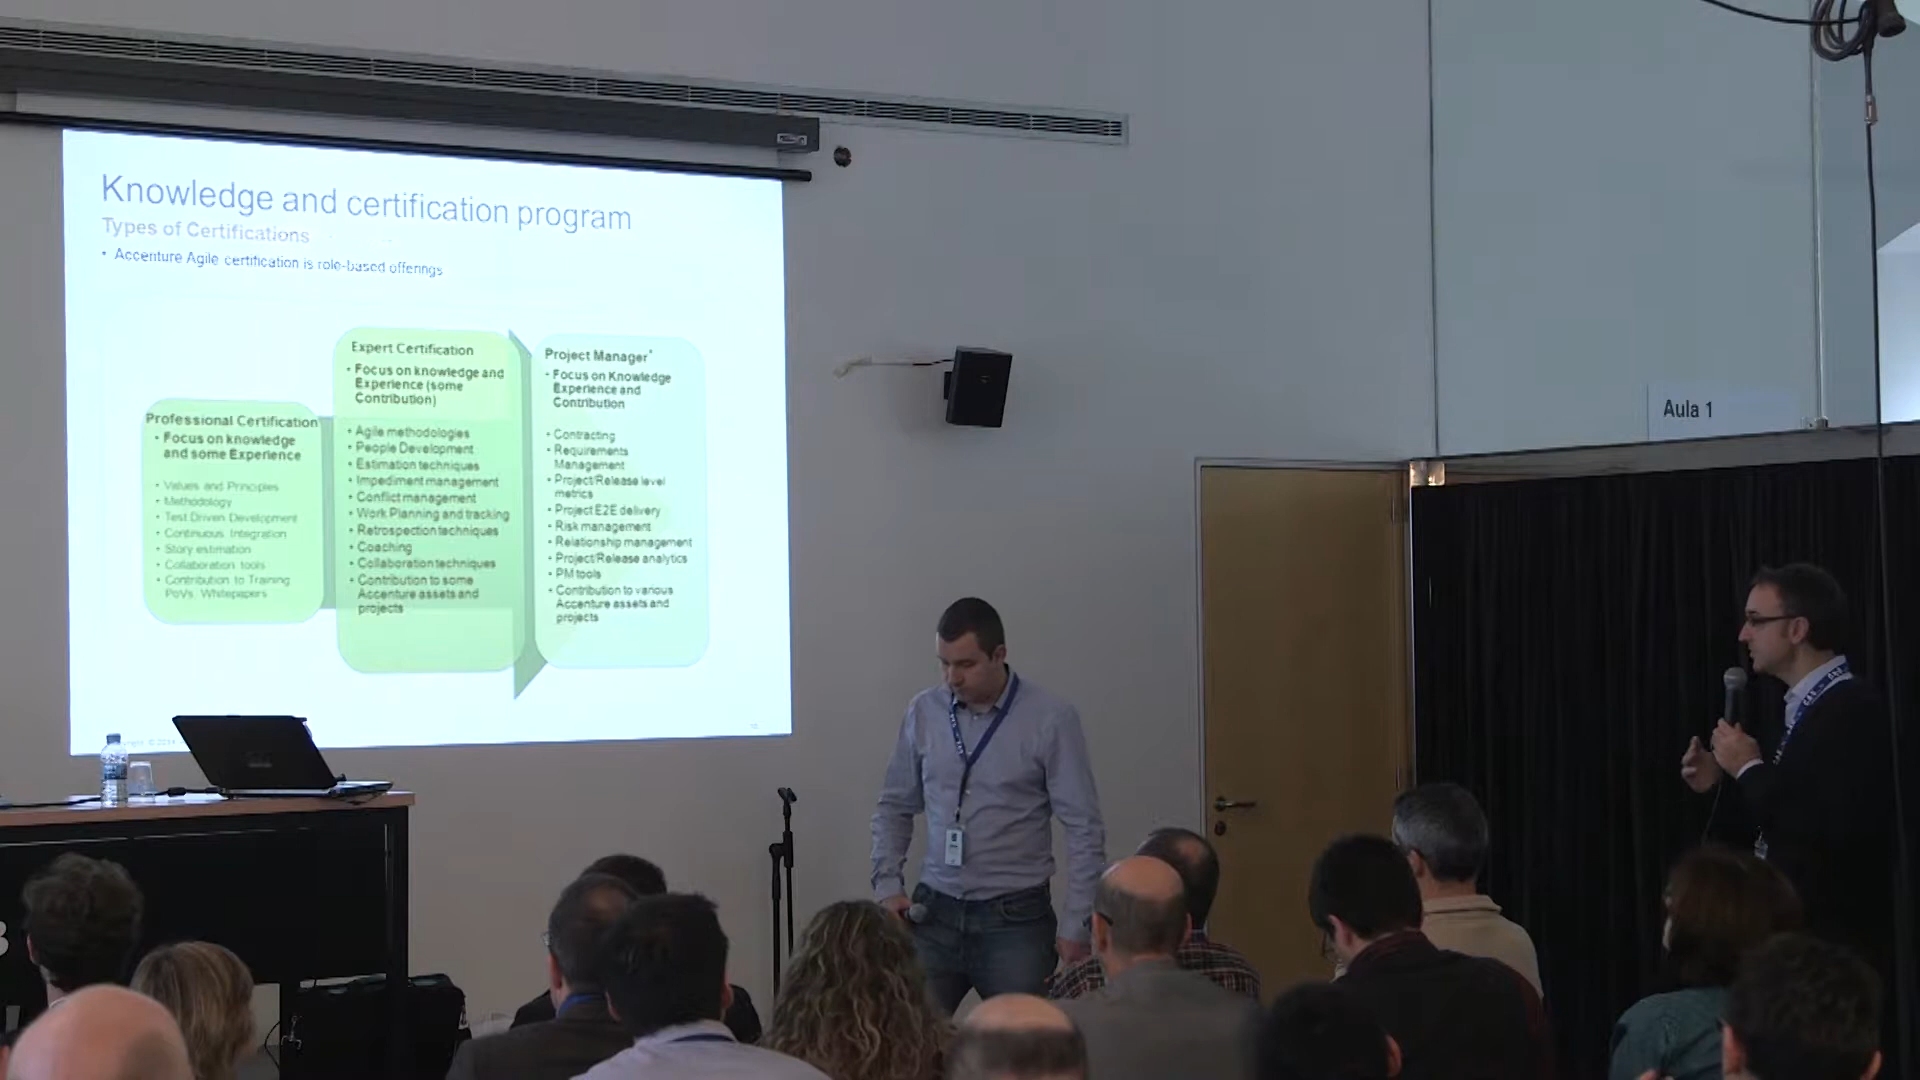 Knowledge and certification program
Types of Certifications
• Accenture Agile certification is role-based offerings
Professional Certification
• Focus on knowledge
and some Experience
• Values and Principles
• Methodology
• Test Driven Development
• Continuous Integration
• Story estimation
• Collaboration tools
• Contribution to Training
PoVs Whitepapers
Expert Certification
• Focus on knowledge and
Experience (some
Contribution)
• Agile methodologies
• People Development
• Estimation techniques
• Impediment management
• Conflict management
• Work Planning and tracking
• Retrospection techniques
• Coaching
• Collaboration techniques
• Contribution to some
Accenture assets and
projects
Project Manager*
• Focus on Knowledge
Experience and
Contribution
• Contracting
• Requirements
Management
• Project/Release level
metrics
• Project E2E delivery
• Risk management
• Relationship management
• Project/Release analytics
• PM tools
• Contribution to various
Accenture assets and
projects
Aula 1